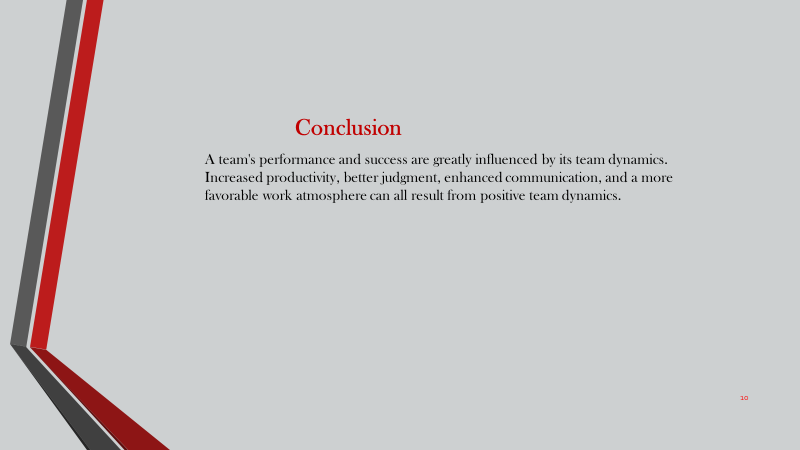 Conclusion
A team's performance and success are greatly influenced by its team dynamics.
Increased productivity, better judgment, enhanced communication, and a more
favorable work atmosphere can all result from positive team dynamics.
10